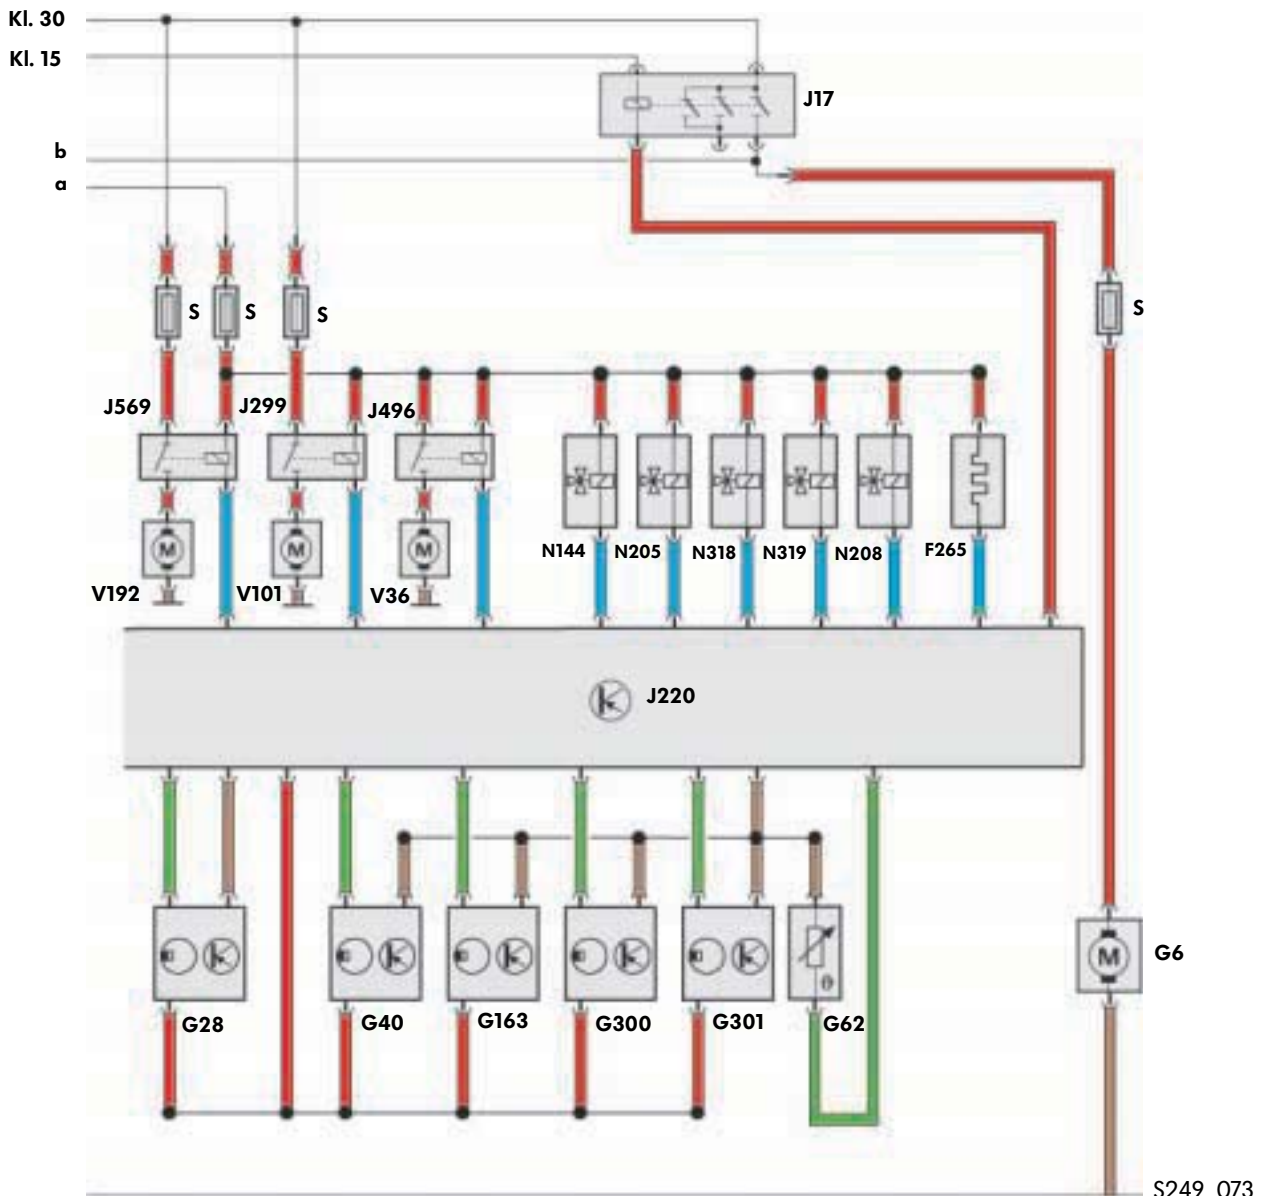 Kl. 30
Kl. 15
J17
b
a
S S S S
J569 J299 J496
M M M
N144 N205 N318 N319 N208 F265
V192 V101 V36
J220
M G6
θ
G28 G40 G163 G300 G301 G62
S249_073